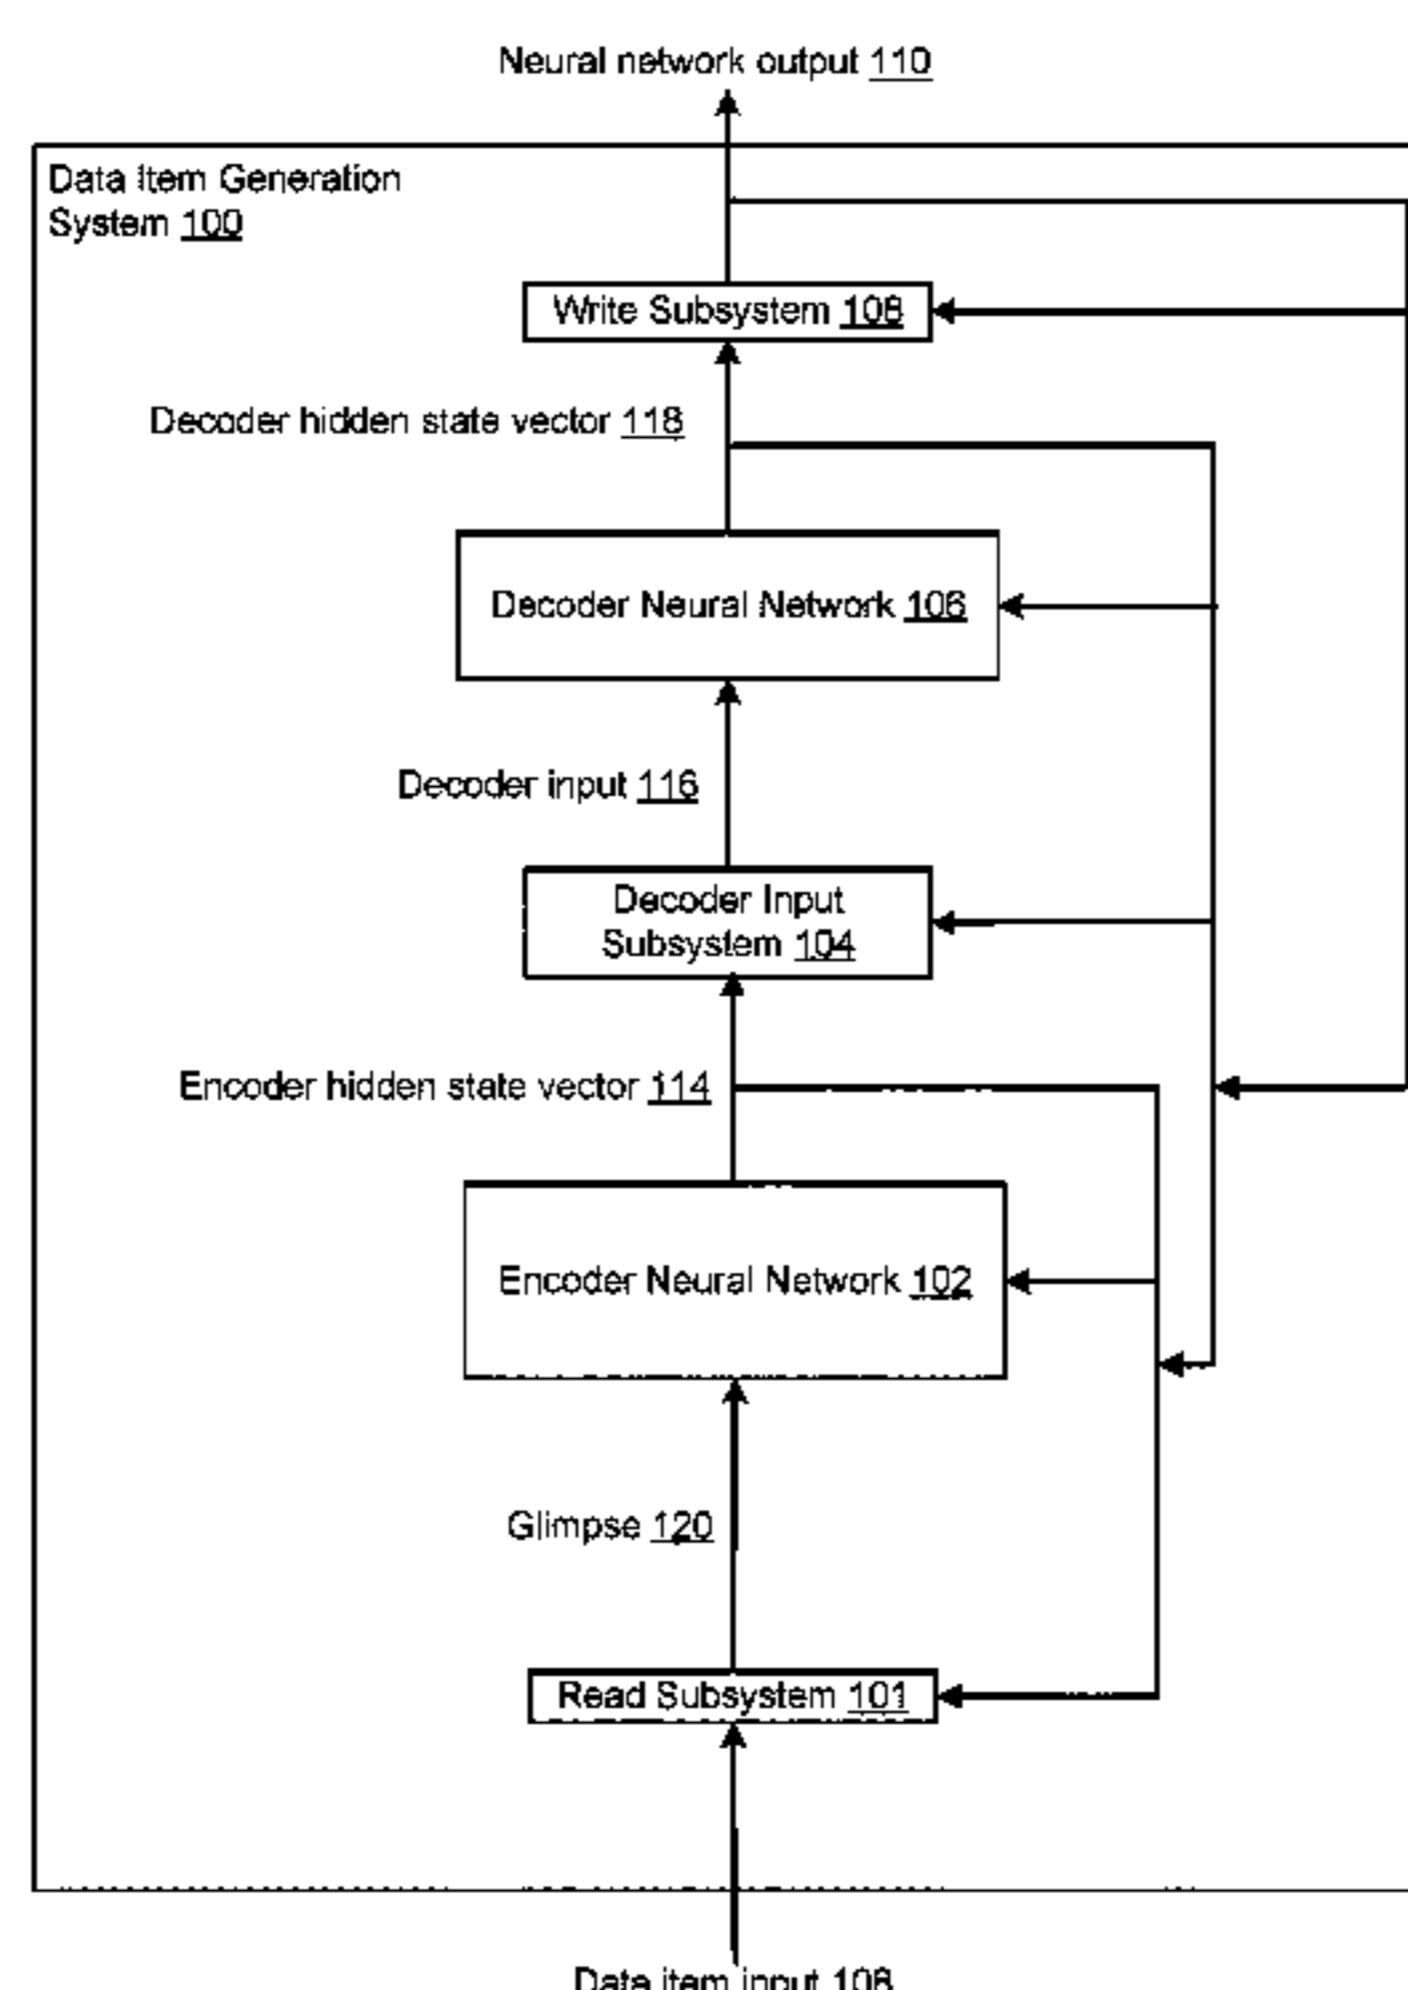 Neural network output 110
Data Item Generation
System 100
Write Subsystem 108
Decoder hidden state vector 118
Decoder Neural Network 106
Decoder input 116
Decoder Input
Subsystem 104
Encoder hidden state vector 114
Encoder Neural Network 102
Glimpse 120
Read Subsystem 101
Data item input 108